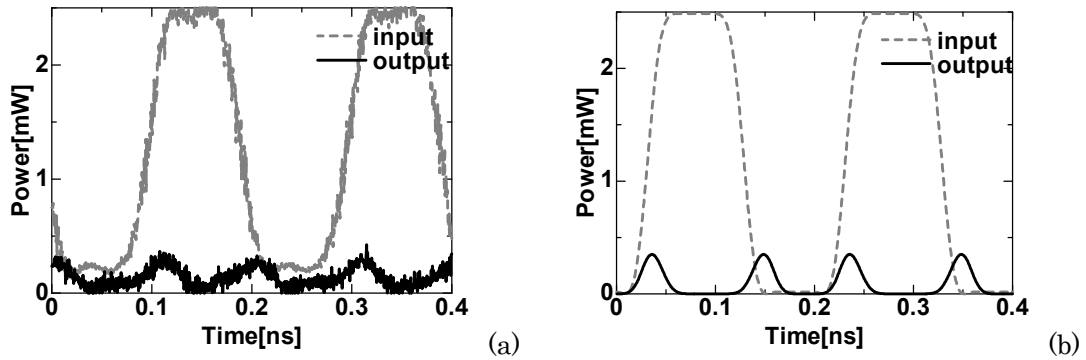 2
1
0
Power[mW]
input
output
0
0.1
0.2
0.3
0.4
Time[ns]
(a)
2
1
0
Power[mW]
input
output
0
0.1
0.2
0.3
0.4
Time[ns]
(b)